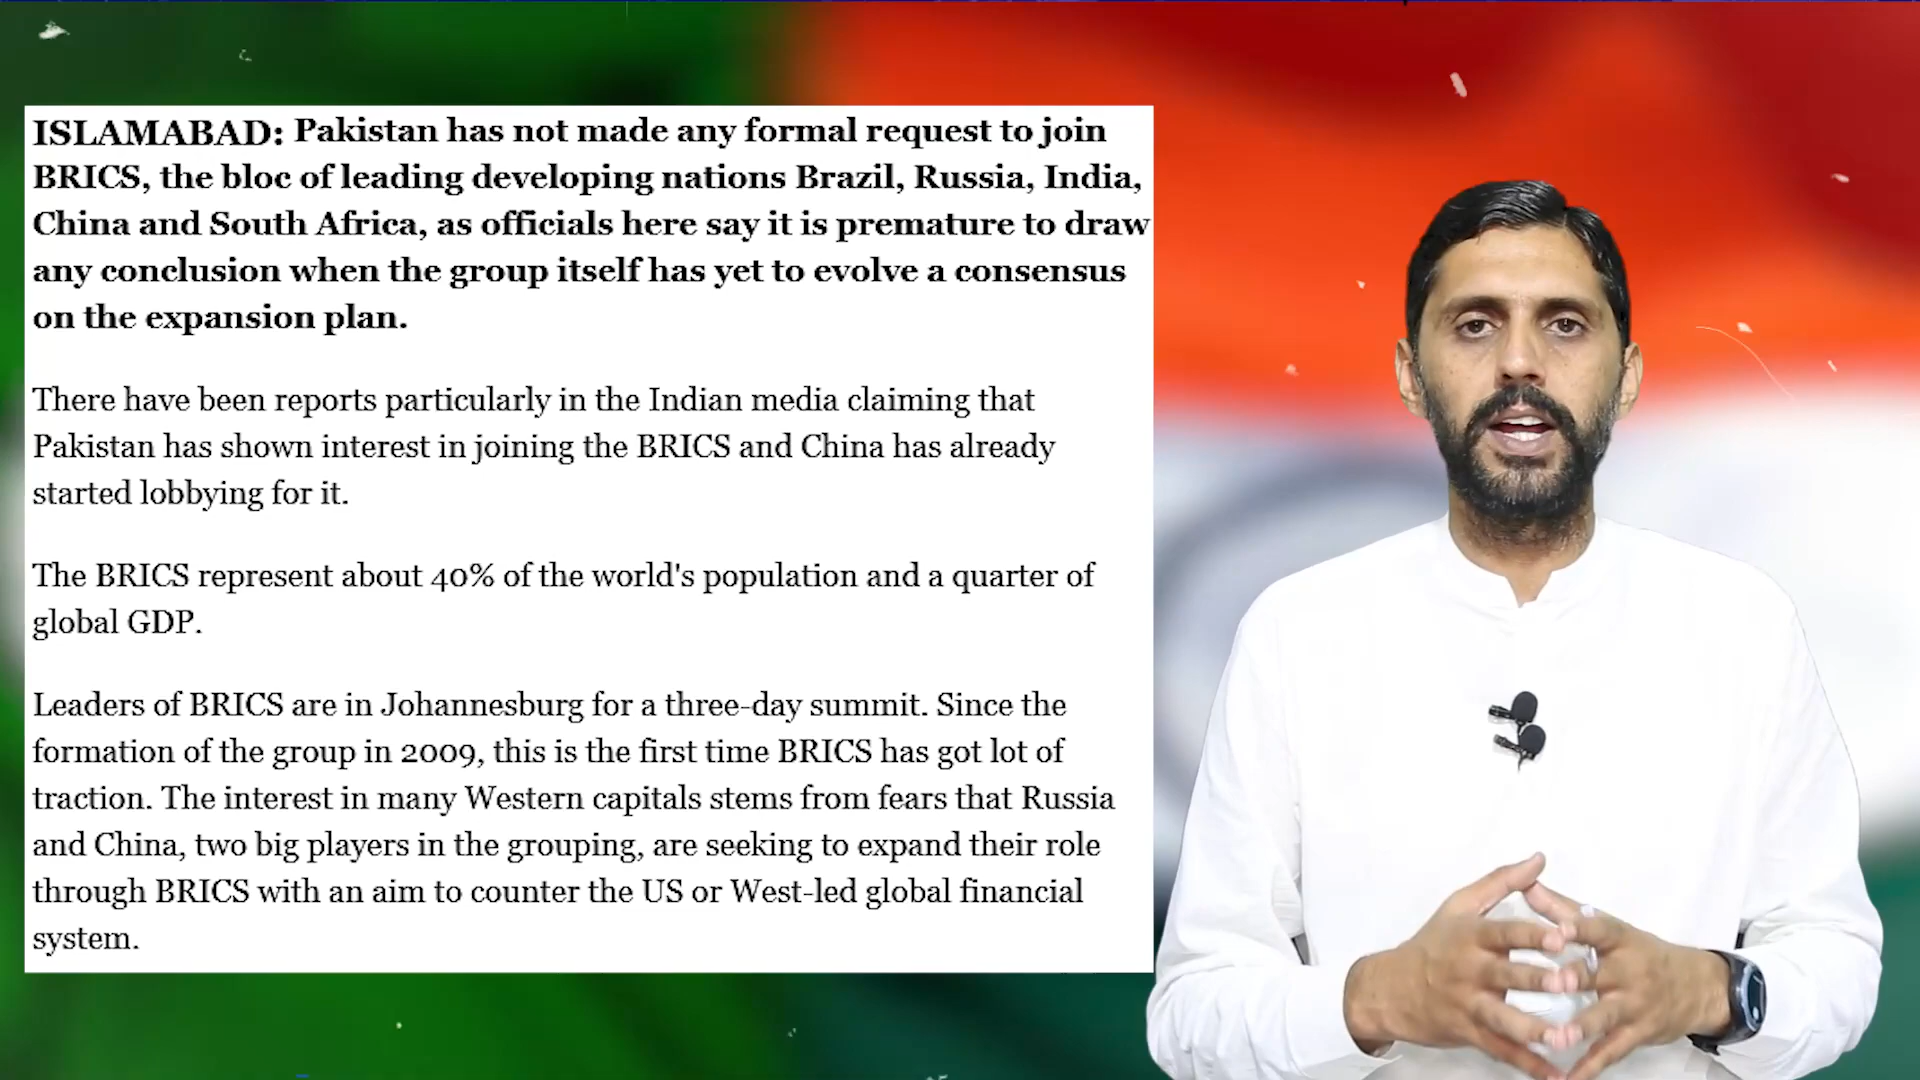 ISLAMABAD: Pakistan has not made any formal request to join
BRICS, the bloc of leading developing nations Brazil, Russia, India,
China and South Africa, as officials here say it is premature to draw
any conclusion when the group itself has yet to evolve a consensus
on the expansion plan.
There have been reports particularly in the Indian media claiming that
Pakistan has shown interest in joining the BRICS and China has already
started lobbying for it.
The BRICS represent about 40% of the world's population and a quarter of
global GDP.
Leaders of BRICS are in Johannesburg for a three-day summit. Since the
formation of the group in 2009, this is the first time BRICS has got lot of
traction. The interest in many Western capitals stems from fears that Russia
and China, two big players in the grouping, are seeking to expand their role
through BRICS with an aim to counter the US or West-led global financial
system.